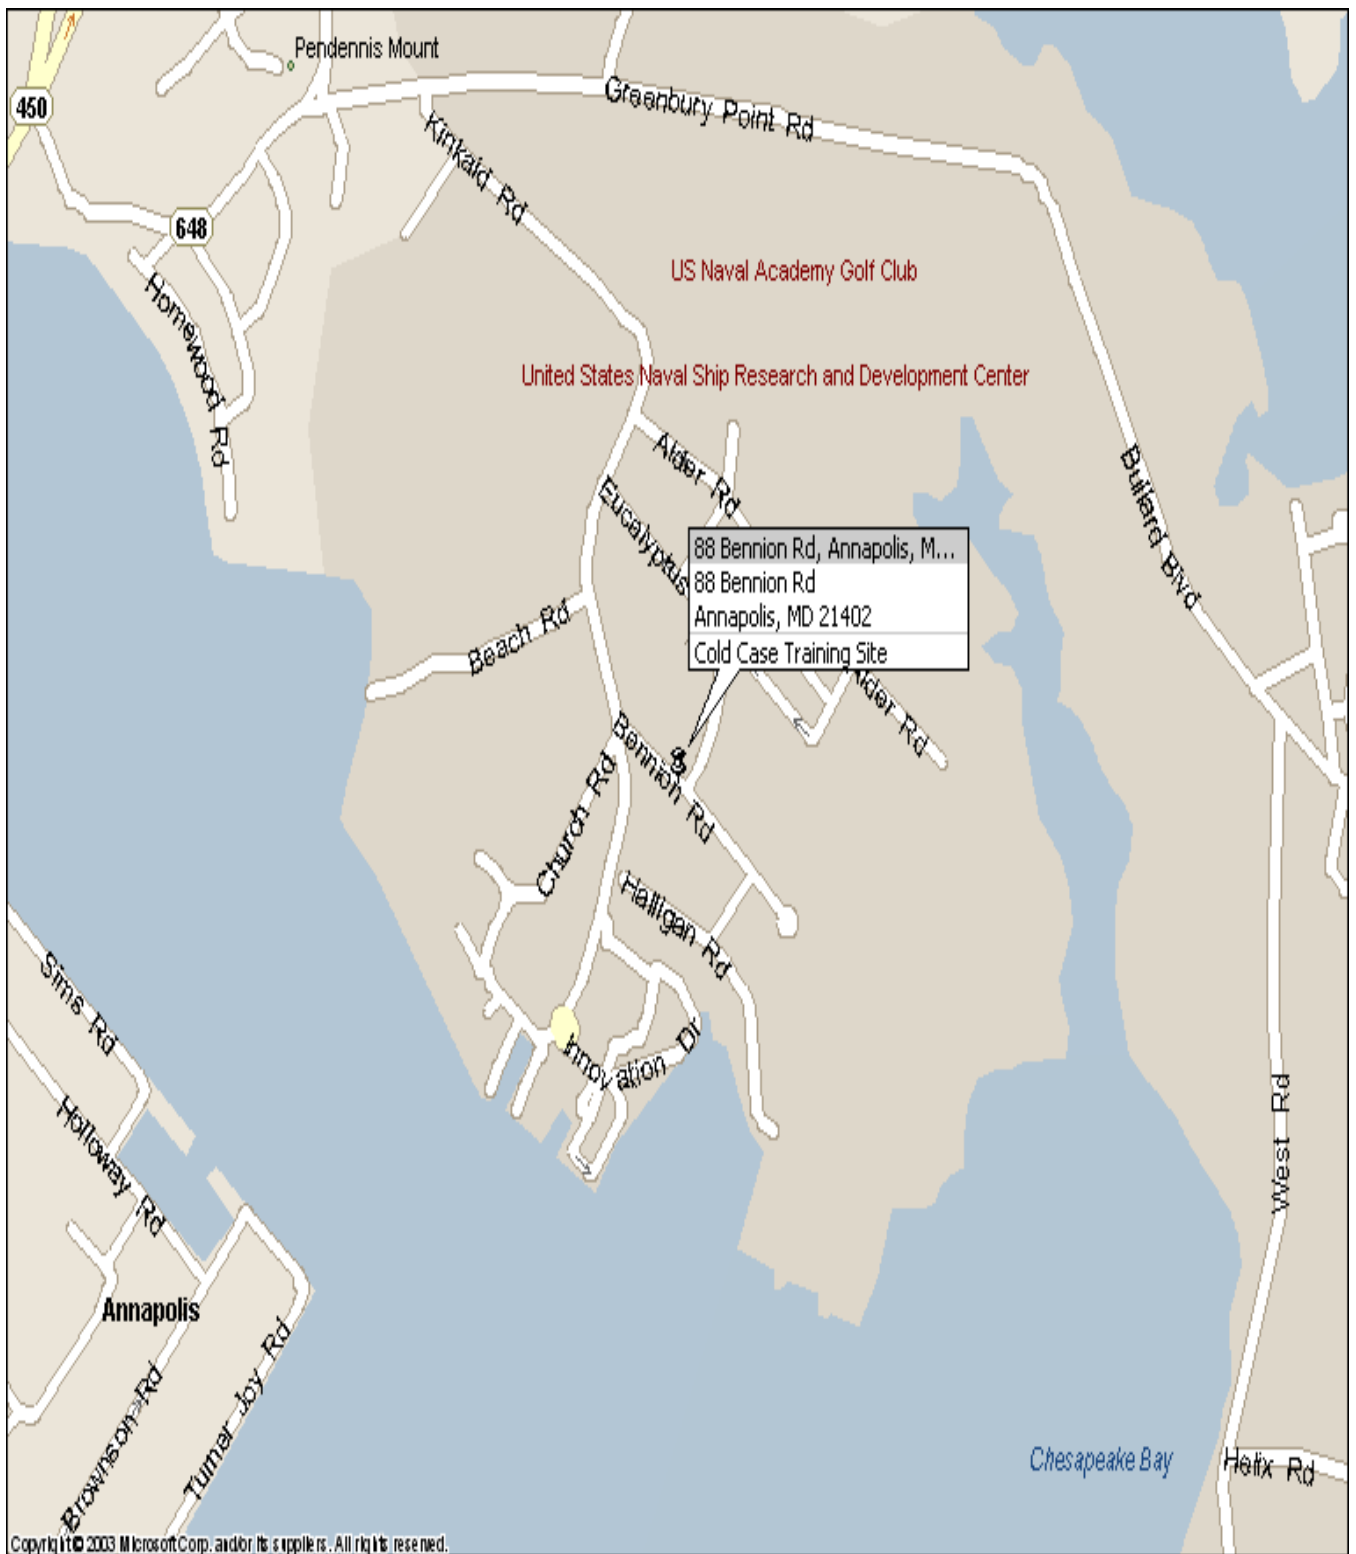 Pendennis Mount
450
Greenbury Point Rd
Kinkaid Rd
648
US Naval Academy Golf Club
Homewood Rd
United States Naval Ship Research and Development Center
Alder Rd
Bullard Blvd
Eucalyptus
88 Bennion Rd, Annapolis, M...
88 Bennion Rd
Annapolis, MD 21402
Cold Case Training Site
Beach Rd
Alder Rd
Bennion Rd
Church Rd
Halligan Rd
Sims Rd
Innovation Dr
Holloway Rd
West Rd
Annapolis
Turner Joy Rd
Brownson Rd
Chesapeake Bay
Helix Rd
Copyright © 2003 Microsoft Corp. and/or its suppliers. All rights reserved.